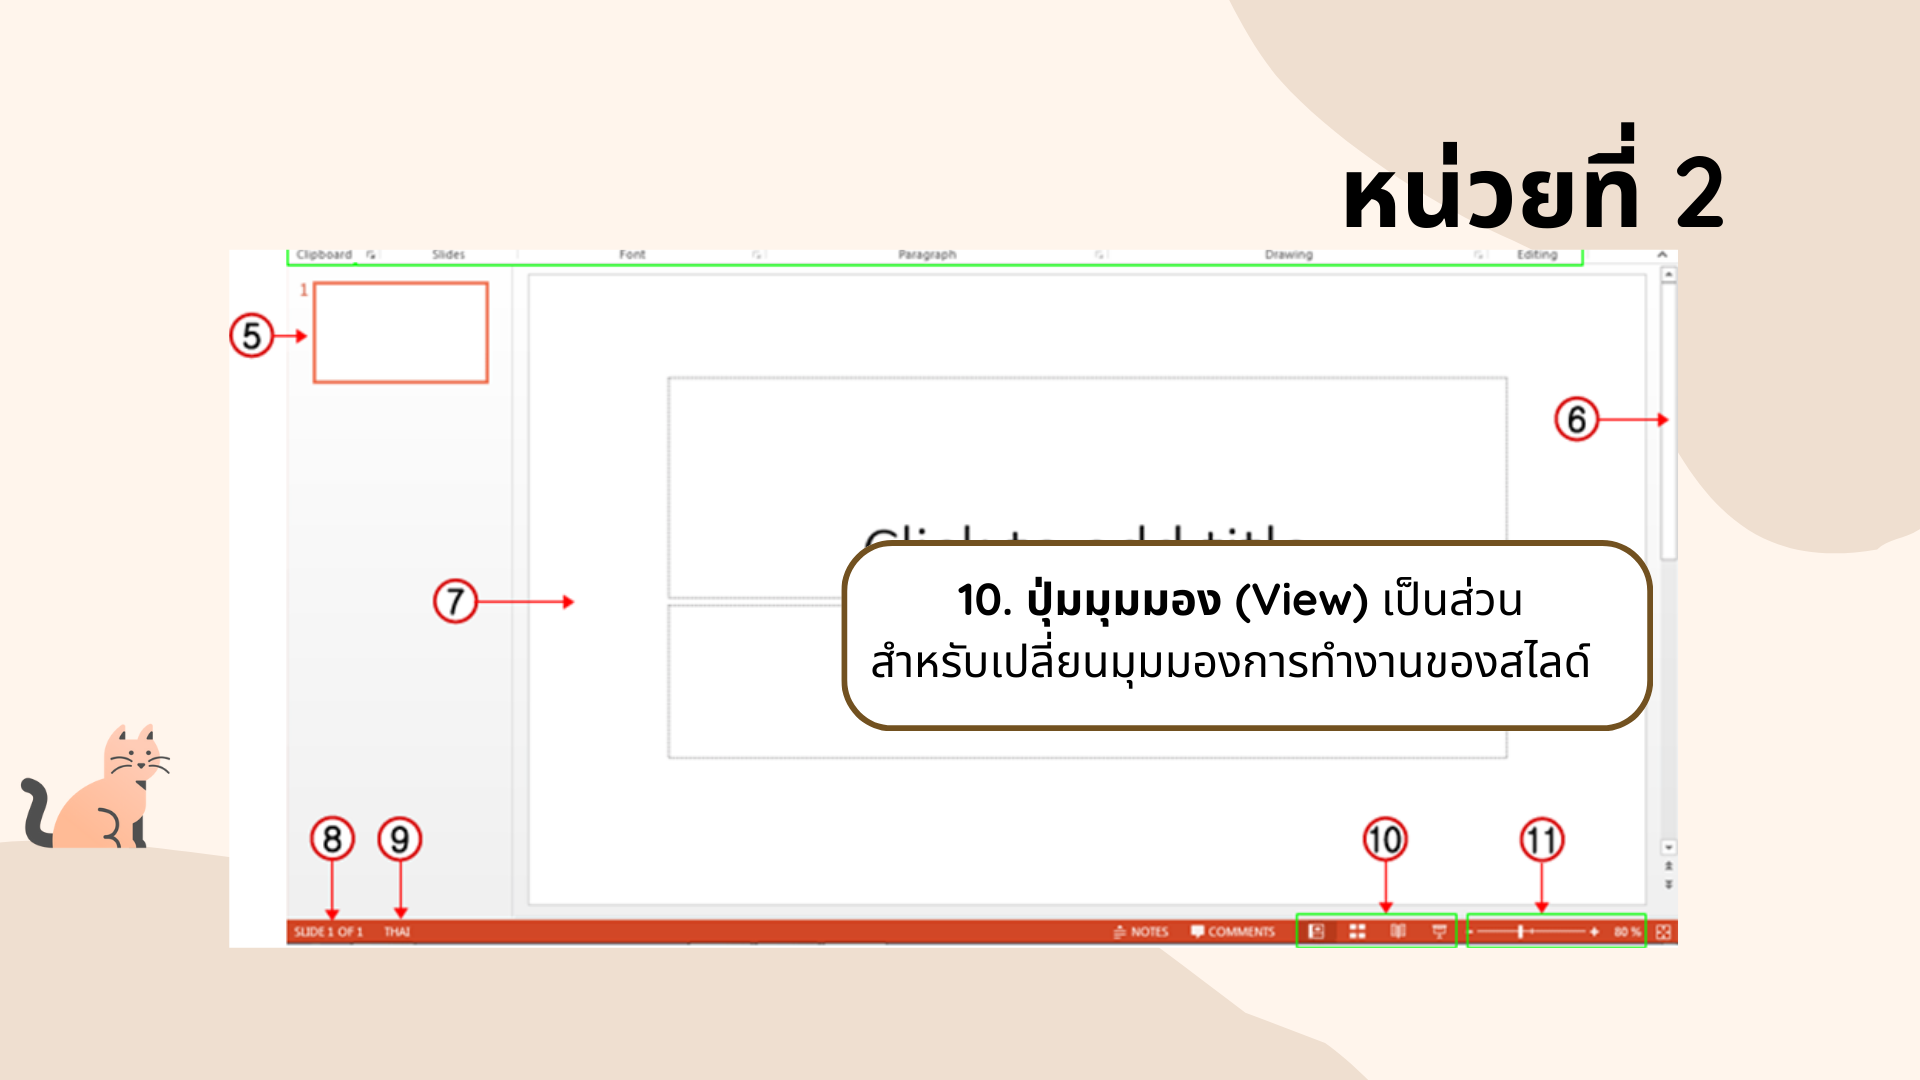 หน่วยที่ 2
Clipboard Slides Font Paragraph Drawing Editing
1
5
6
7
10. ปุ่มมุมมอง (View) เป็นส่วน
สำหรับเปลี่ยนมุมมองการทำงานของสไลด์
8 9 10 11
SLIDE 1 OF 1 THAI NOTES COMMENTS 80 %